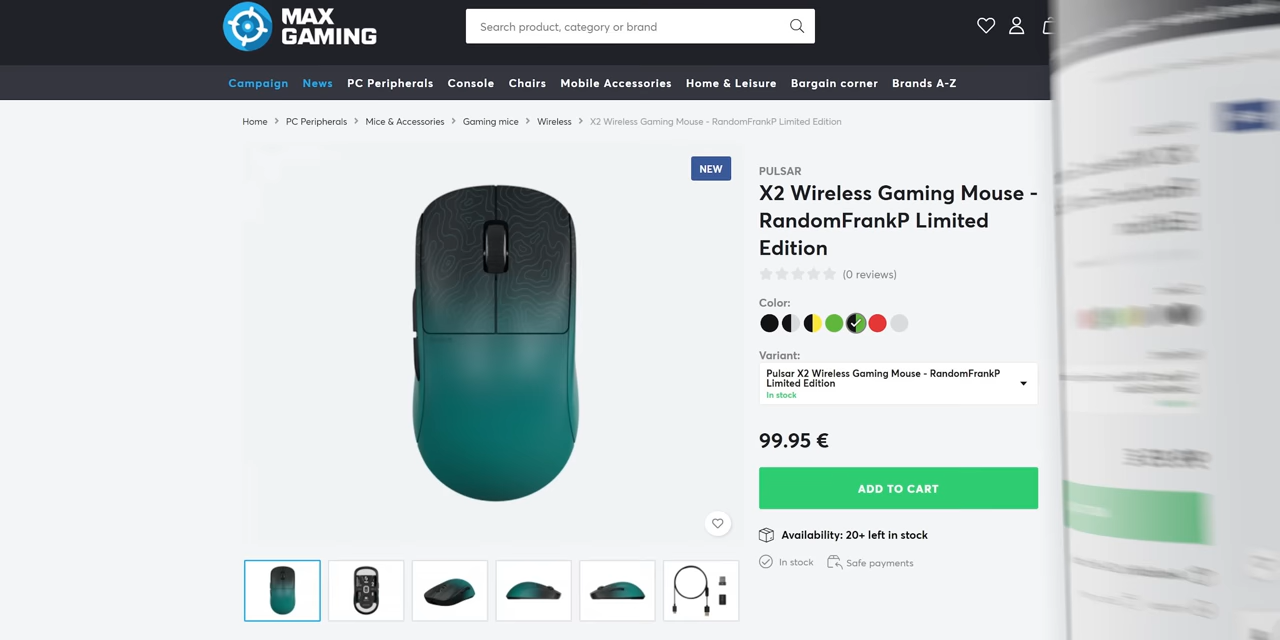 MAX
GAMING
Search product, category or brand
Campaign News PC Peripherals Console Chairs Mobile Accessories Home & Leisure Bargain corner Brands A-Z
Home > PC Peripherals > Mice & Accessories > Gaming mice > Wireless > X2 Wireless Gaming Mouse - RandomFrankP Limited Edition
NEW
PULSAR
X2 Wireless Gaming Mouse -
RandomFrankP Limited
Edition
(0 reviews)
Color:
Variant:
Pulsar X2 Wireless Gaming Mouse - RandomFrankP
Limited Edition
In stock
99.95 €
ADD TO CART
Availability: 20+ left in stock
In stock Safe payments